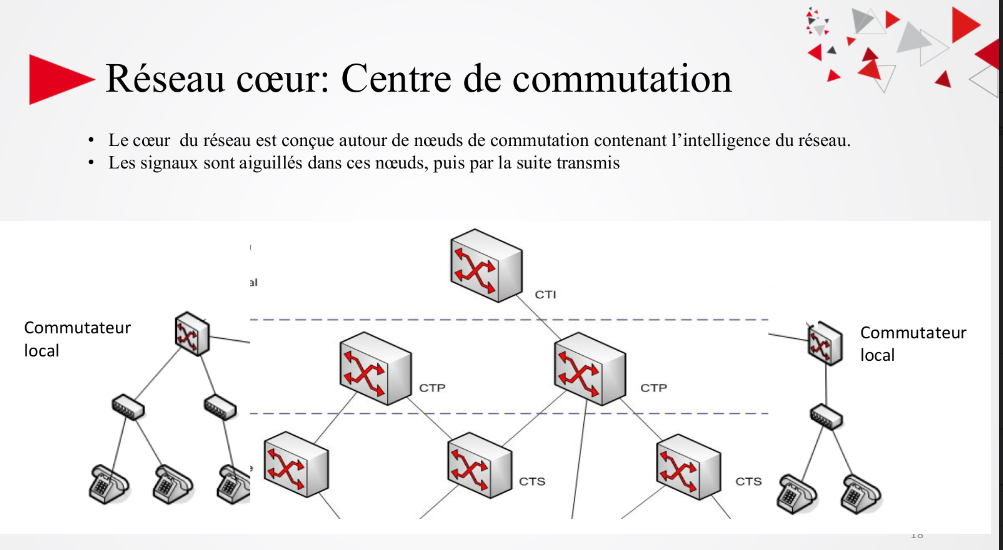 Réseau cœur: Centre de commutation
• Le cœur du réseau est conçue autour de nœuds de commutation contenant l’intelligence du réseau.
• Les signaux sont aiguillés dans ces nœuds, puis par la suite transmis
al
CTI
Commutateur
local
Commutateur
local
CTP
CTP
e
CTS
CTS
18